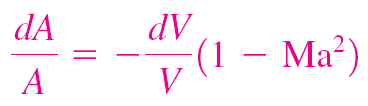 dA/A = −dV/V(1 − Ma²)